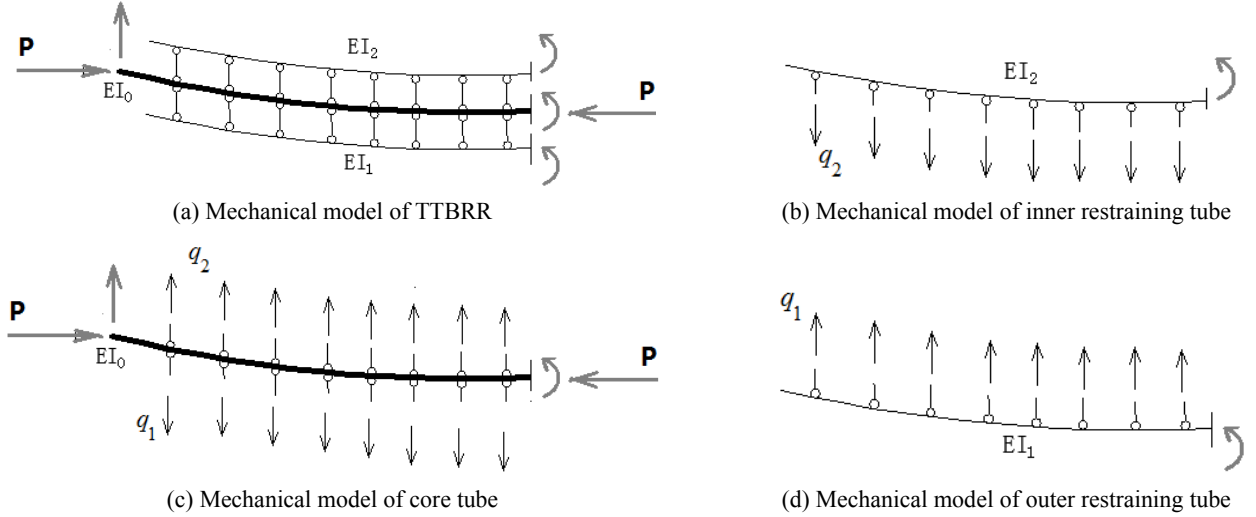 P
EI₀
EI₂
EI₁
P
(a) Mechanical model of TTBRR
EI₂
q₂
(b) Mechanical model of inner restraining tube
q₂
P
EI₀
q₁
P
(c) Mechanical model of core tube
q₁
EI₁
(d) Mechanical model of outer restraining tube